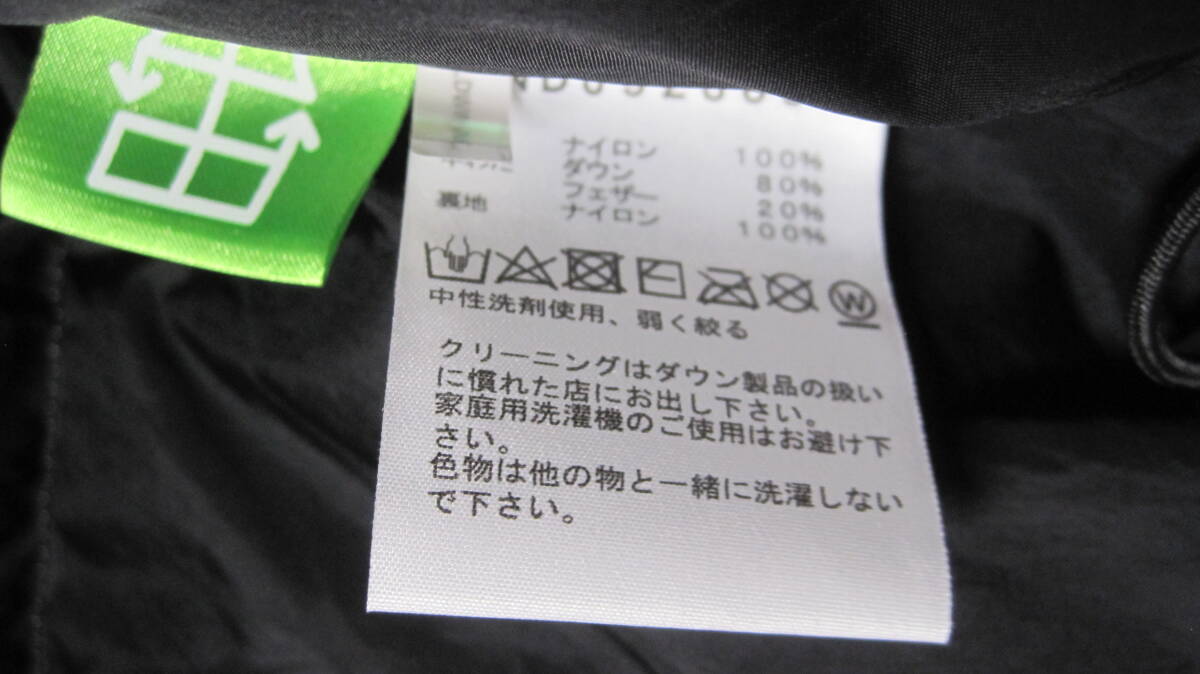 ナイロン 100%
ダウン 80%
フェザー 20%
裏地 ナイロン 100%
W
中性洗剤使用、弱く絞る
クリーニングはダウン製品の扱い
に慣れた店にお出し下さい。
家庭用洗濯機のご使用はお避け下
さい。
色物は他の物と一緒に洗濯しない
で下さい。